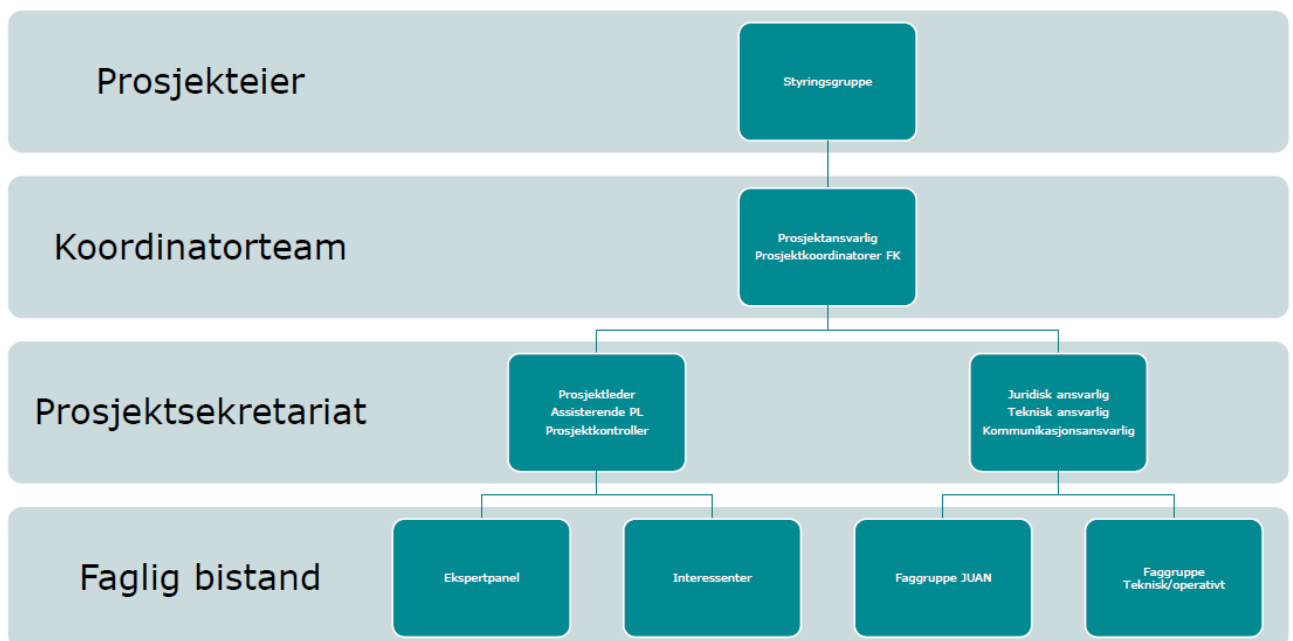 Prosjekteier
Styringsgruppe
Koordinatorteam
Prosjektansvarlig
Prosjektkoordinatorer FK
Prosjektsekretariat
Prosjektleder
Assisterende PL
Prosjektkontroller
Juridisk ansvarlig
Teknisk ansvarlig
Kommunikasjonsansvarlig
Faglig bistand
Ekspertpanel
Interessenter
Faggruppe JUAN
Faggruppe
Teknisk/operativt